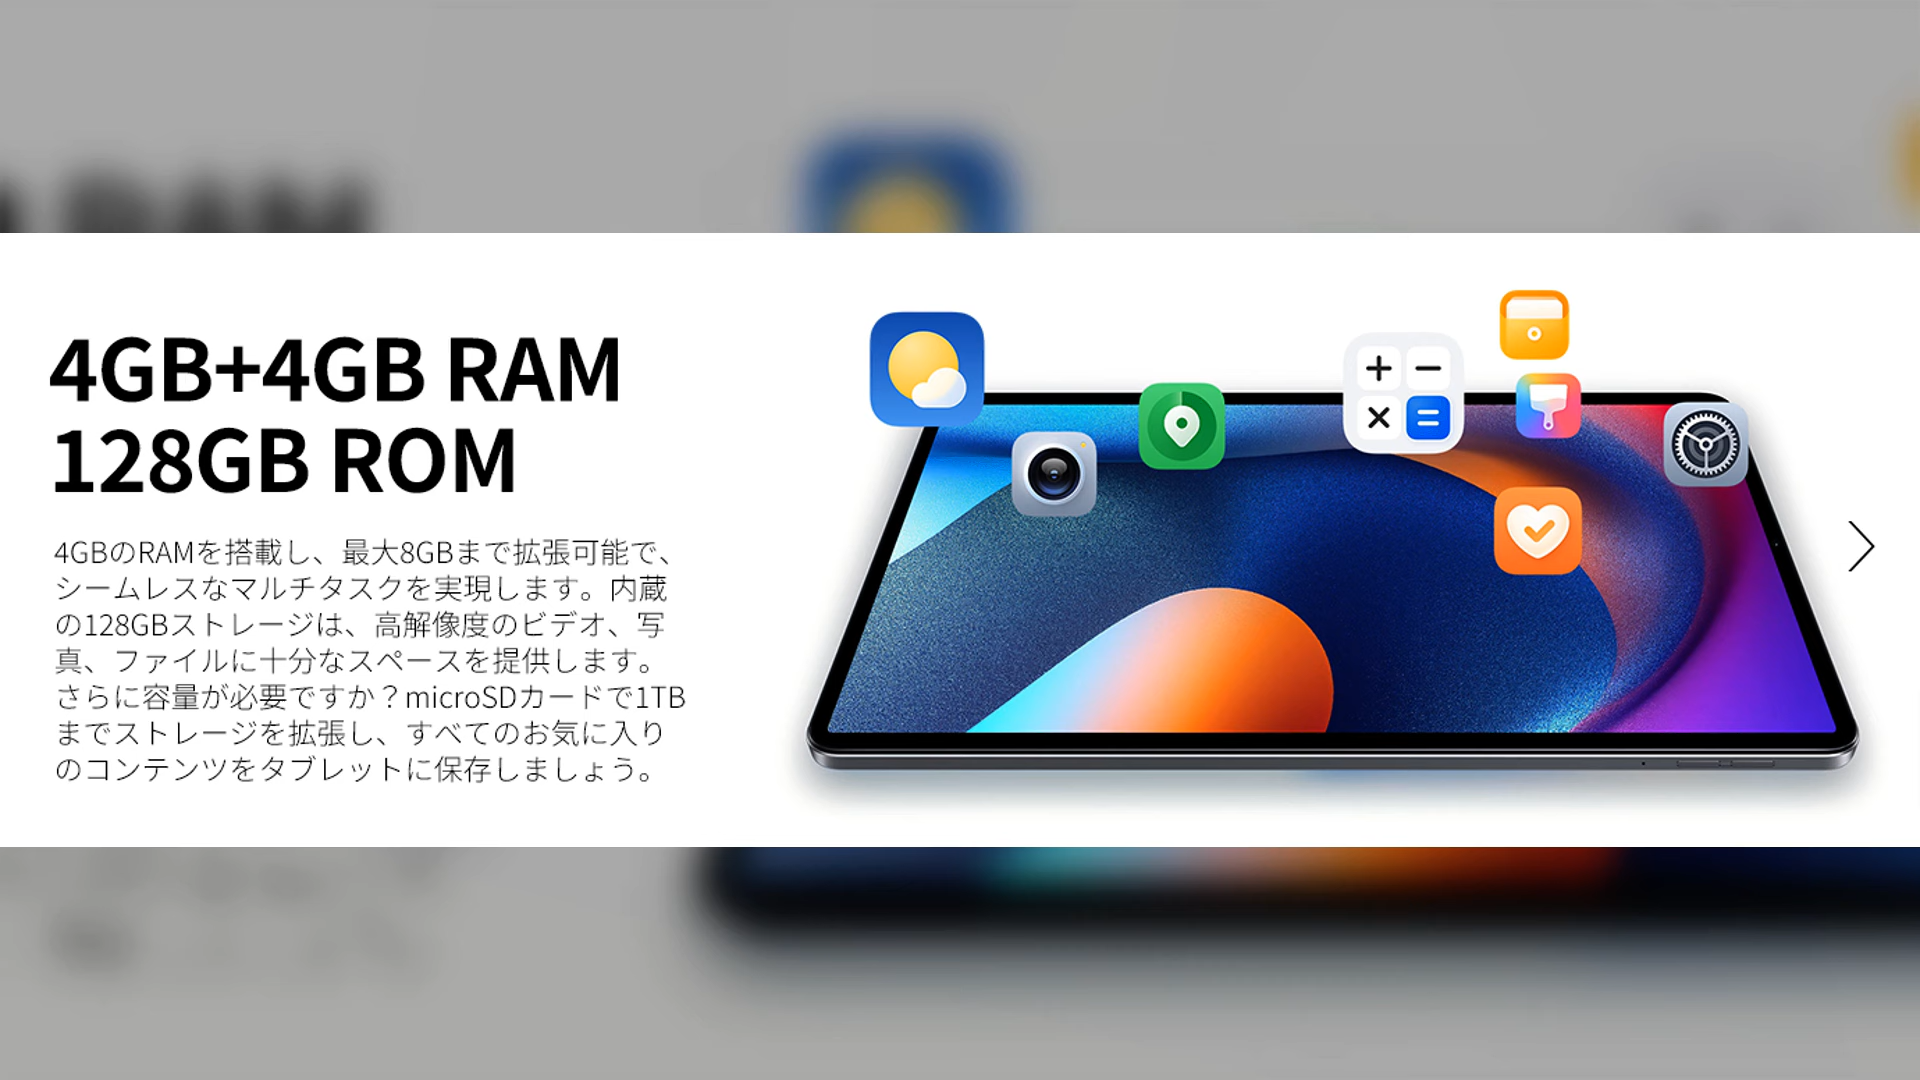 4GB+4GB RAM
128GB ROM
4GBのRAMを搭載し、最大8GBまで拡張可能で、
シームレスなマルチタスクを実現します。内蔵
の128GBストレージは、高解像度のビデオ、写
真、ファイルに十分なスペースを提供します。
さらに容量が必要ですか？microSDカードで1TB
までストレージを拡張し、すべてのお気に入り
のコンテンツをタブレットに保存しましょう。